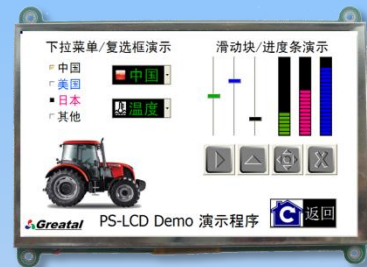 下拉菜单/复选框演示
滑动块/进度条演示
中国
美国
日本
其他
中国
温度
Greatal
PS-LCD Demo 演示程序
C 返回